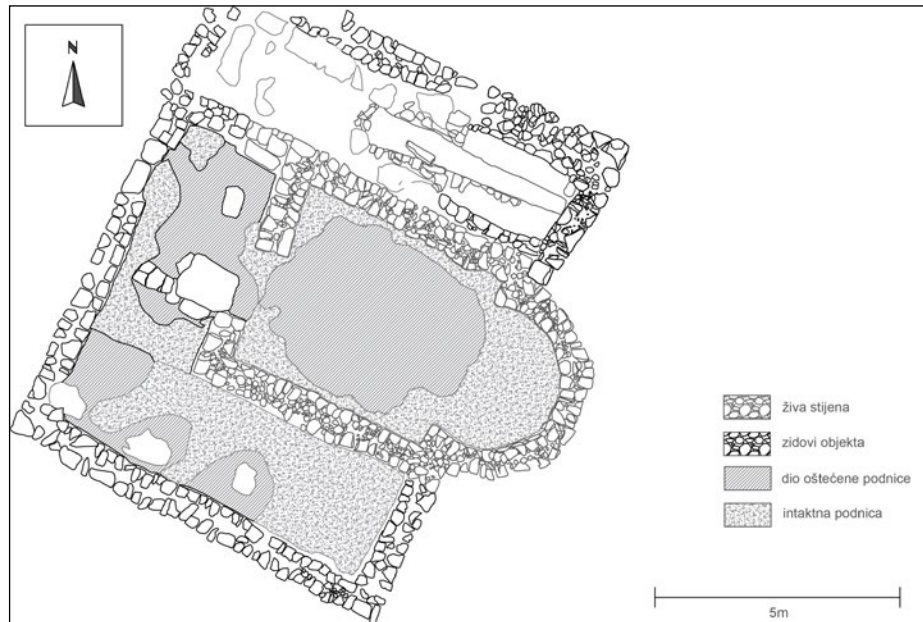 N
živa stijena
zidovi objekta
dio oštećene podnice
intaktna podnica
5m